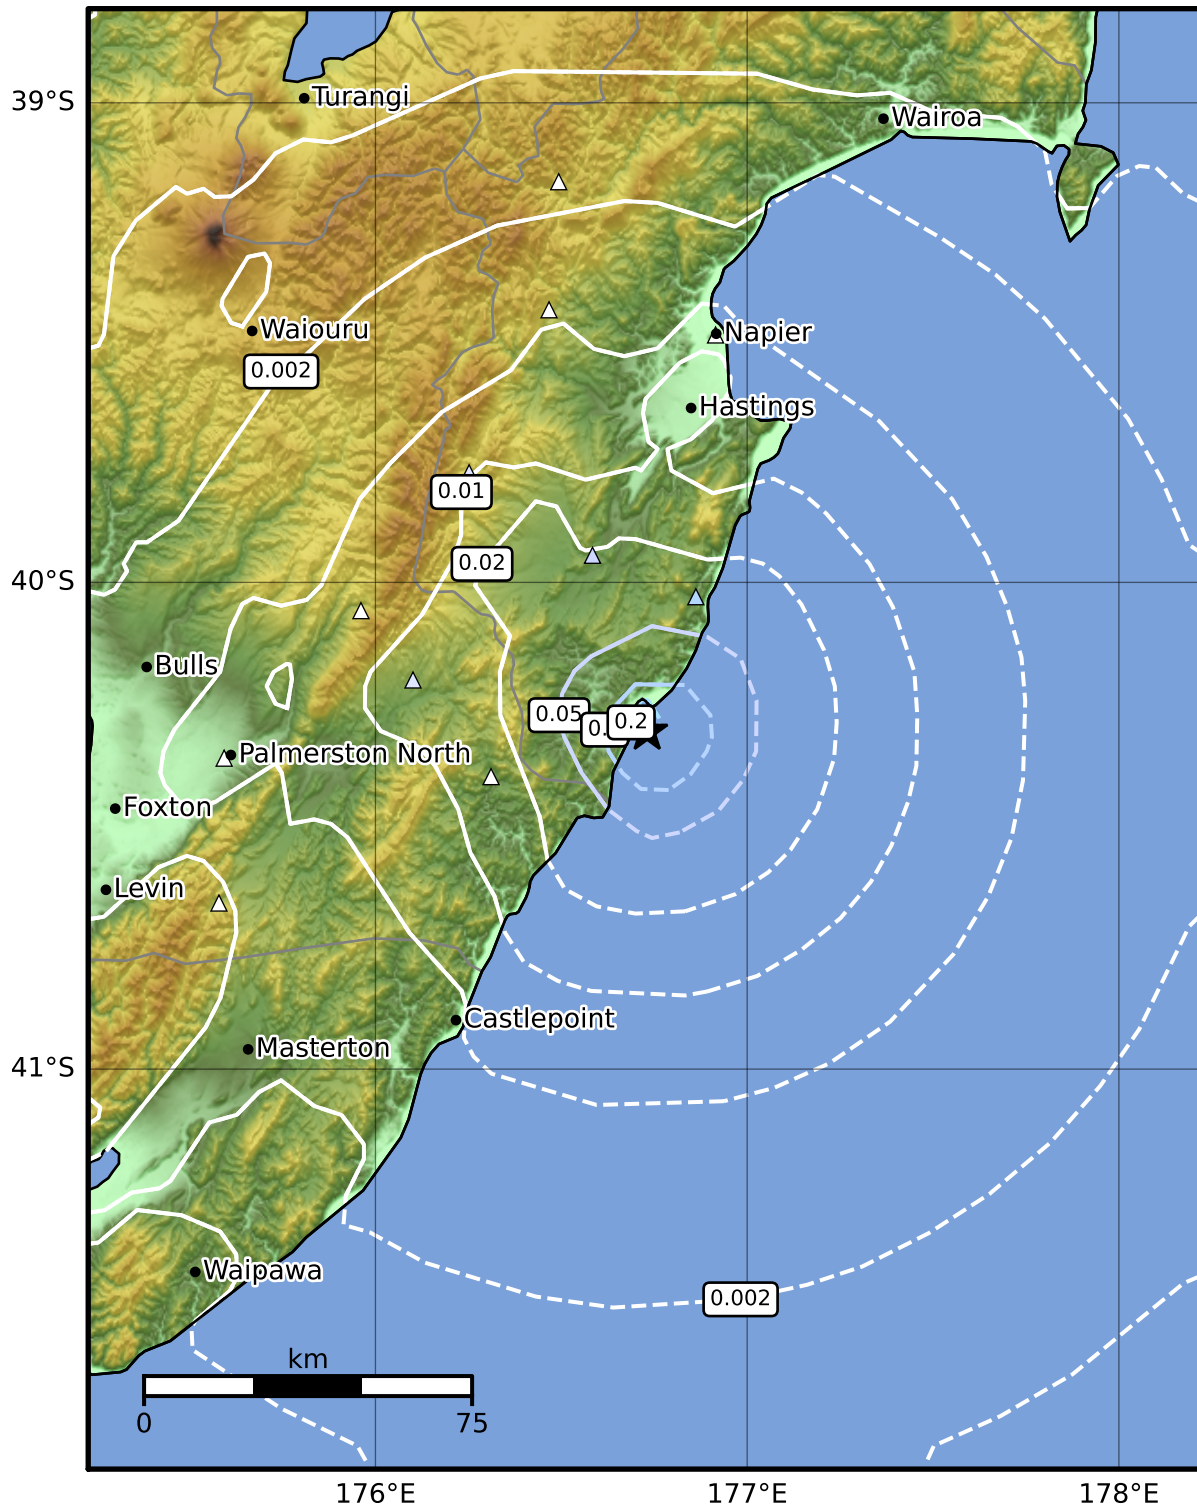 Turangi
39°S
Wairoa
Waiouru
Napier
0.002
Hastings
0.01
0.02
40°S
Bulls
0.05
0.2
Palmerston North
Foxton
Levin
Castlepoint
Masterton
41°S
Waipawa
0.002
km
0
75
176°E
177°E
178°E